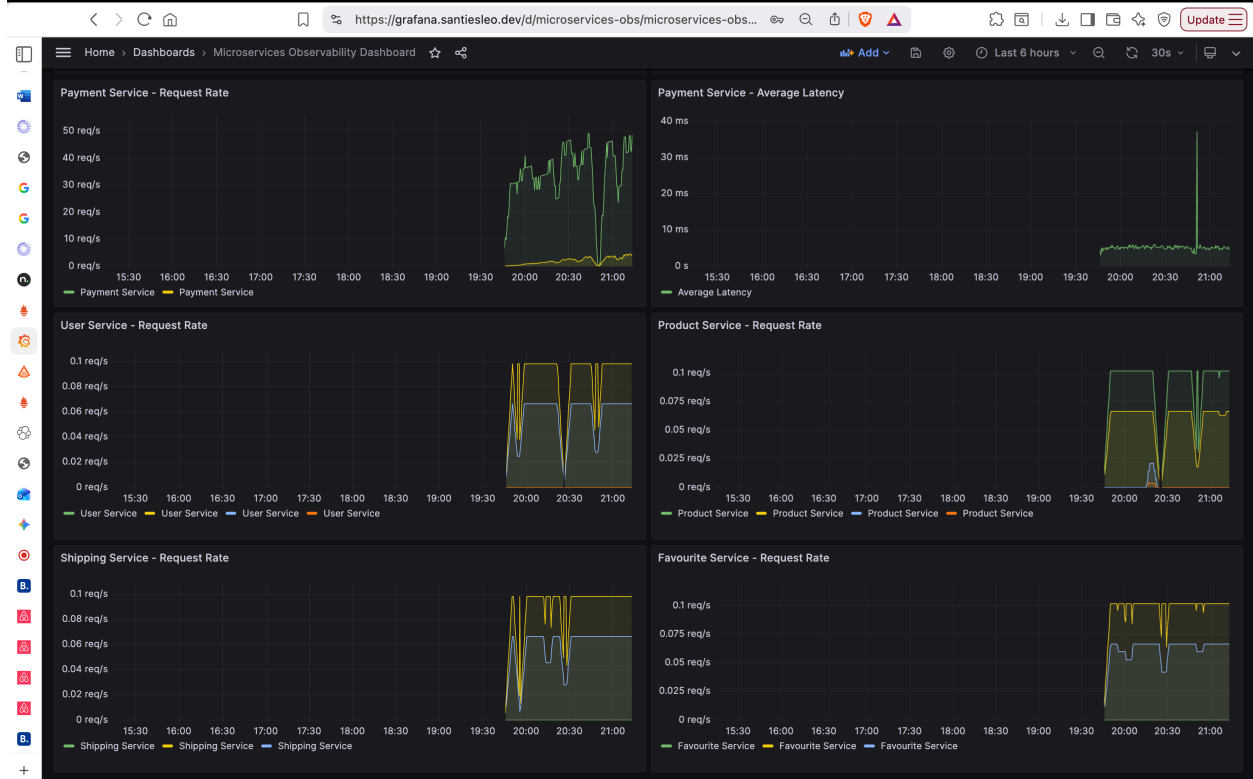 https://grafana.santiesleo.dev/d/microservices-obs/microservices-obs...
Update
Home > Dashboards > Microservices Observability Dashboard
Add
Last 6 hours
30s
Payment Service - Request Rate
50 req/s
40 req/s
30 req/s
20 req/s
10 req/s
0 req/s
15:30 16:00 16:30 17:00 17:30 18:00 18:30 19:00 19:30 20:00 20:30 21:00
Payment Service Payment Service
Payment Service - Average Latency
40 ms
30 ms
20 ms
10 ms
0 s
15:30 16:00 16:30 17:00 17:30 18:00 18:30 19:00 19:30 20:00 20:30 21:00
Average Latency
User Service - Request Rate
0.1 req/s
0.08 req/s
0.06 req/s
0.04 req/s
0.02 req/s
0 req/s
15:30 16:00 16:30 17:00 17:30 18:00 18:30 19:00 19:30 20:00 20:30 21:00
User Service User Service User Service User Service
Product Service - Request Rate
0.1 req/s
0.075 req/s
0.05 req/s
0.025 req/s
0 req/s
15:30 16:00 16:30 17:00 17:30 18:00 18:30 19:00 19:30 20:00 20:30 21:00
Product Service Product Service Product Service Product Service
Shipping Service - Request Rate
0.1 req/s
0.08 req/s
0.06 req/s
0.04 req/s
0.02 req/s
0 req/s
15:30 16:00 16:30 17:00 17:30 18:00 18:30 19:00 19:30 20:00 20:30 21:00
Shipping Service Shipping Service Shipping Service
Favourite Service - Request Rate
0.1 req/s
0.075 req/s
0.05 req/s
0.025 req/s
0 req/s
15:30 16:00 16:30 17:00 17:30 18:00 18:30 19:00 19:30 20:00 20:30 21:00
Favourite Service Favourite Service Favourite Service
W
G
G
n.
B.
B.